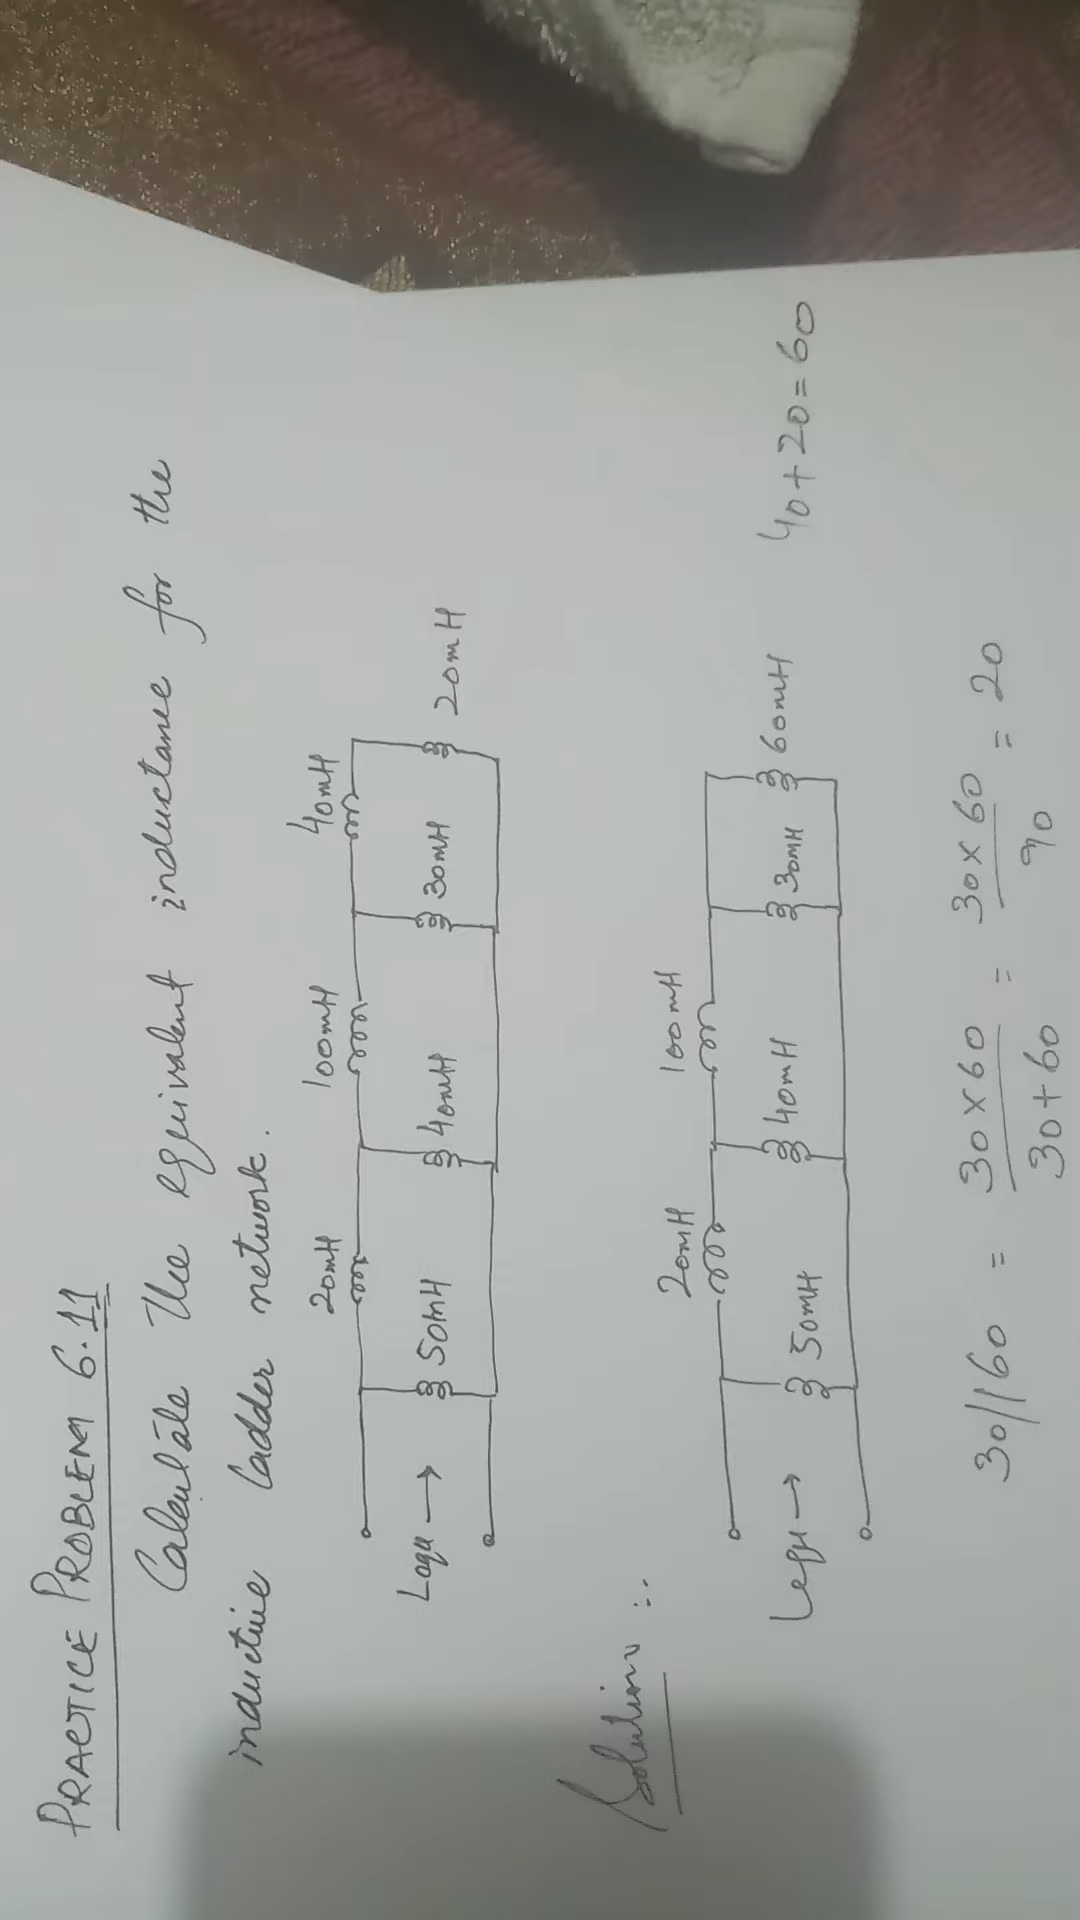 PRACTICE PROBLEM 6.11
Calculate the equivalent inductance for the
inductive ladder network.
20mH 100mH 40mH
Leqn → 50mH 40mH 30mH 20mH
Solution :-
20mH 100mH
Leqn → 50mH 40mH 30mH 60mH 40+20=60
30//60 = 30×60 = 30×60 = 20
30+60 90